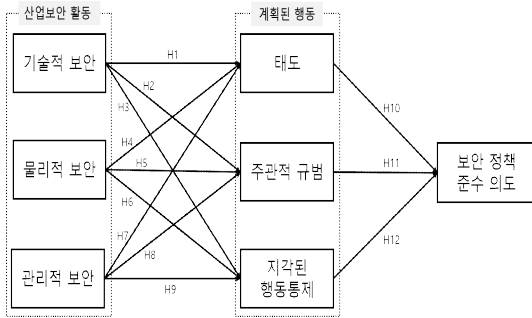 산업보안 활동
계획된 행동
기술적 보안
H1
태도
H2
H3
H10
H4
물리적 보안
H5
주관적 규범
H11
보안 정책
준수 의도
H6
H7
H12
H8
관리적 보안
H9
지각된
행동통제